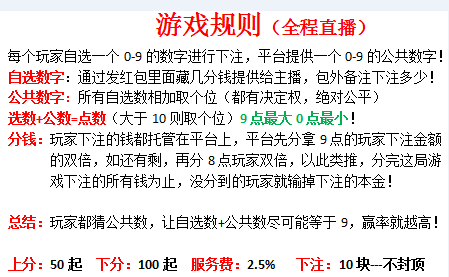 游戏规则（全程直播）
每个玩家自选一个 0-9 的数字进行下注，平台提供一个 0-9 的公共数字！
自选数字：通过发红包里面藏几分钱提供给主播，包外备注下注多少！
公共数字：所有自选数字相加取个位（都有决定权，绝对公平）
选数+公数=点数（大于 10 则取个位）9 点最大 0 点最小！
分钱：玩家下注的钱都托管在平台上，平台先分拿 9 点的玩家下注金额
的双倍，如还有剩，再分 8 点玩家双倍，以此类推，分完这局游
戏下注的所有钱为止，没分到的玩家就输掉下注的本金！
总结：玩家都猜公共数，让自选数+公共数尽可能等于 9，赢率就越高！
上分：50 起 下分：100 起 服务费：2.5% 下注：10 块---不封顶